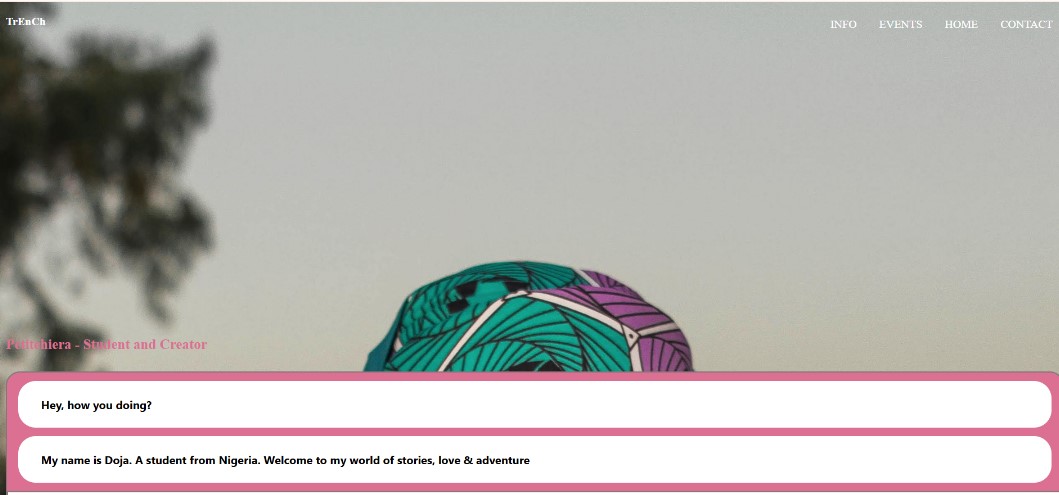 TrEnCh
INFO EVENTS HOME CONTACT
- Student and Creator
Hey, how you doing?
My name is Doja. A student from Nigeria. Welcome to my world of stories, love & adventure